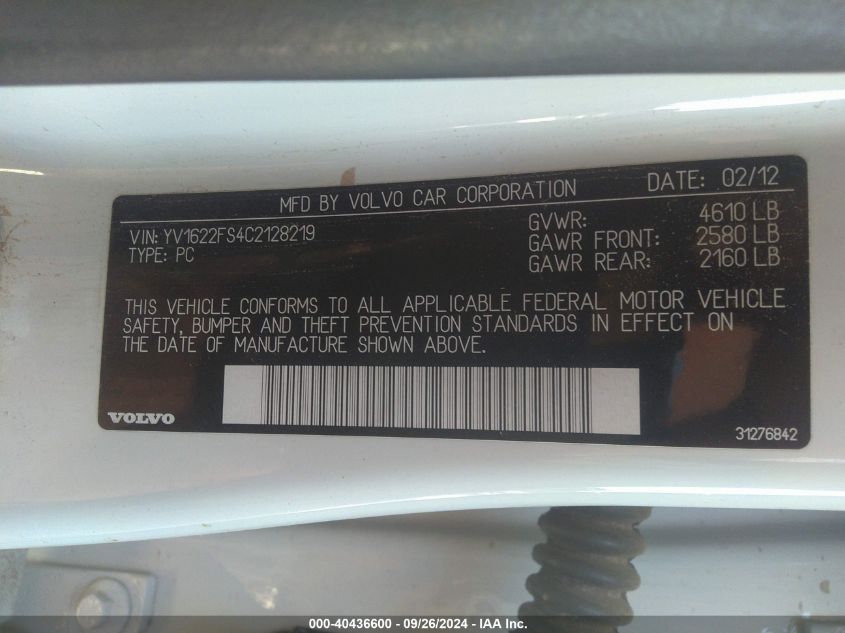 MFD BY VOLVO CAR CORPORATION DATE: 02/12
VIN: YV1622FS4C2128219 GVWR: 4610 LB
TYPE: PC GAWR FRONT: 2580 LB
GAWR REAR: 2160 LB
THIS VEHICLE CONFORMS TO ALL APPLICABLE FEDERAL MOTOR VEHICLE
SAFETY, BUMPER AND THEFT PREVENTION STANDARDS IN EFFECT ON
THE DATE OF MANUFACTURE SHOWN ABOVE.
VOLVO 31276842
000-40436600 - 09/26/2024 - IAA Inc.